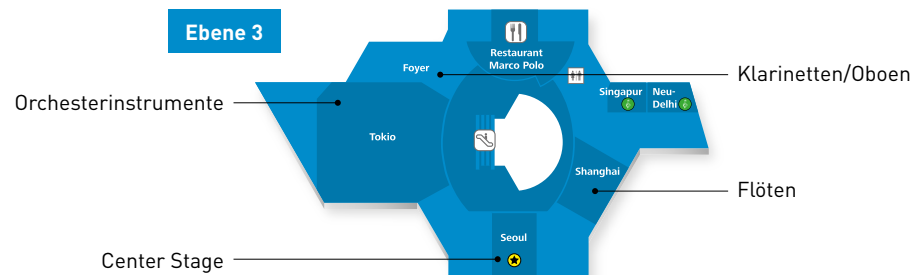 Ebene 3
Restaurant
Marco Polo
Foyer
Klarinetten/Oboen
Orchesterinstrumente
Singapur
Neu-
Delhi
Tokio
Shanghai
Flöten
Seoul
Center Stage